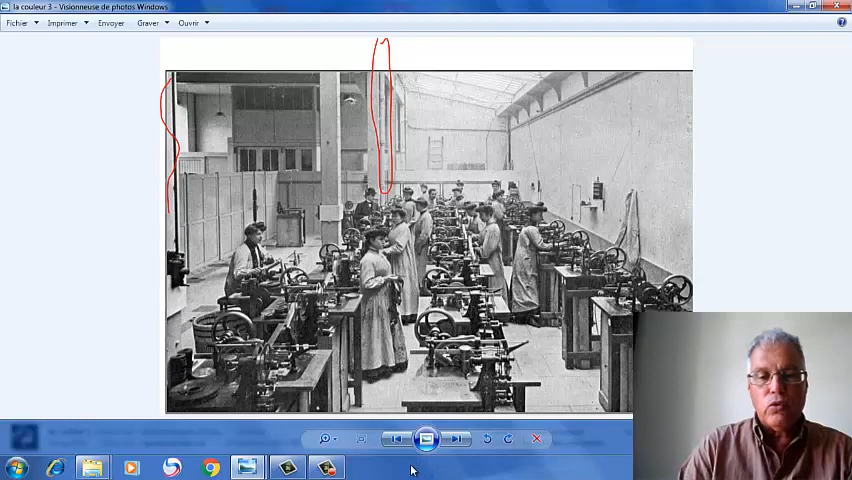 la couleur 3 - Visionneuse de photos Windows
Fichier Imprimer Envoyer Graver Ouvrir